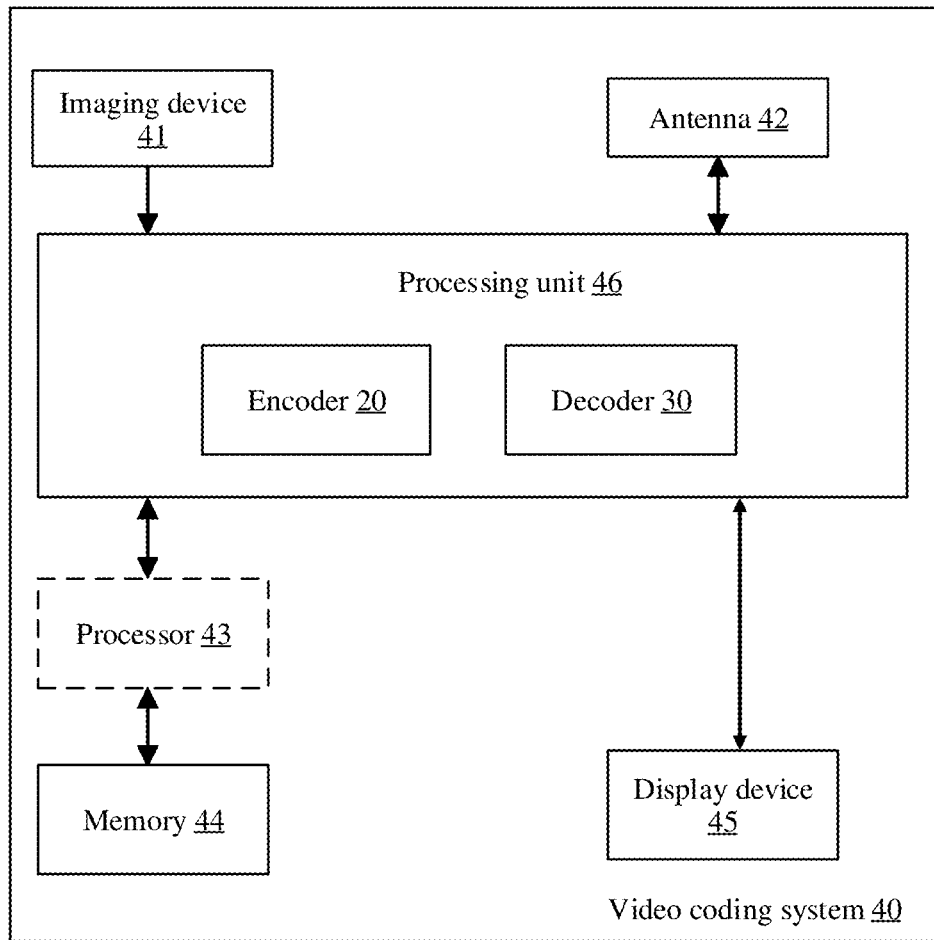 Imaging device
41
Antenna 42
Processing unit 46
Encoder 20
Decoder 30
Processor 43
Memory 44
Display device
45
Video coding system 40